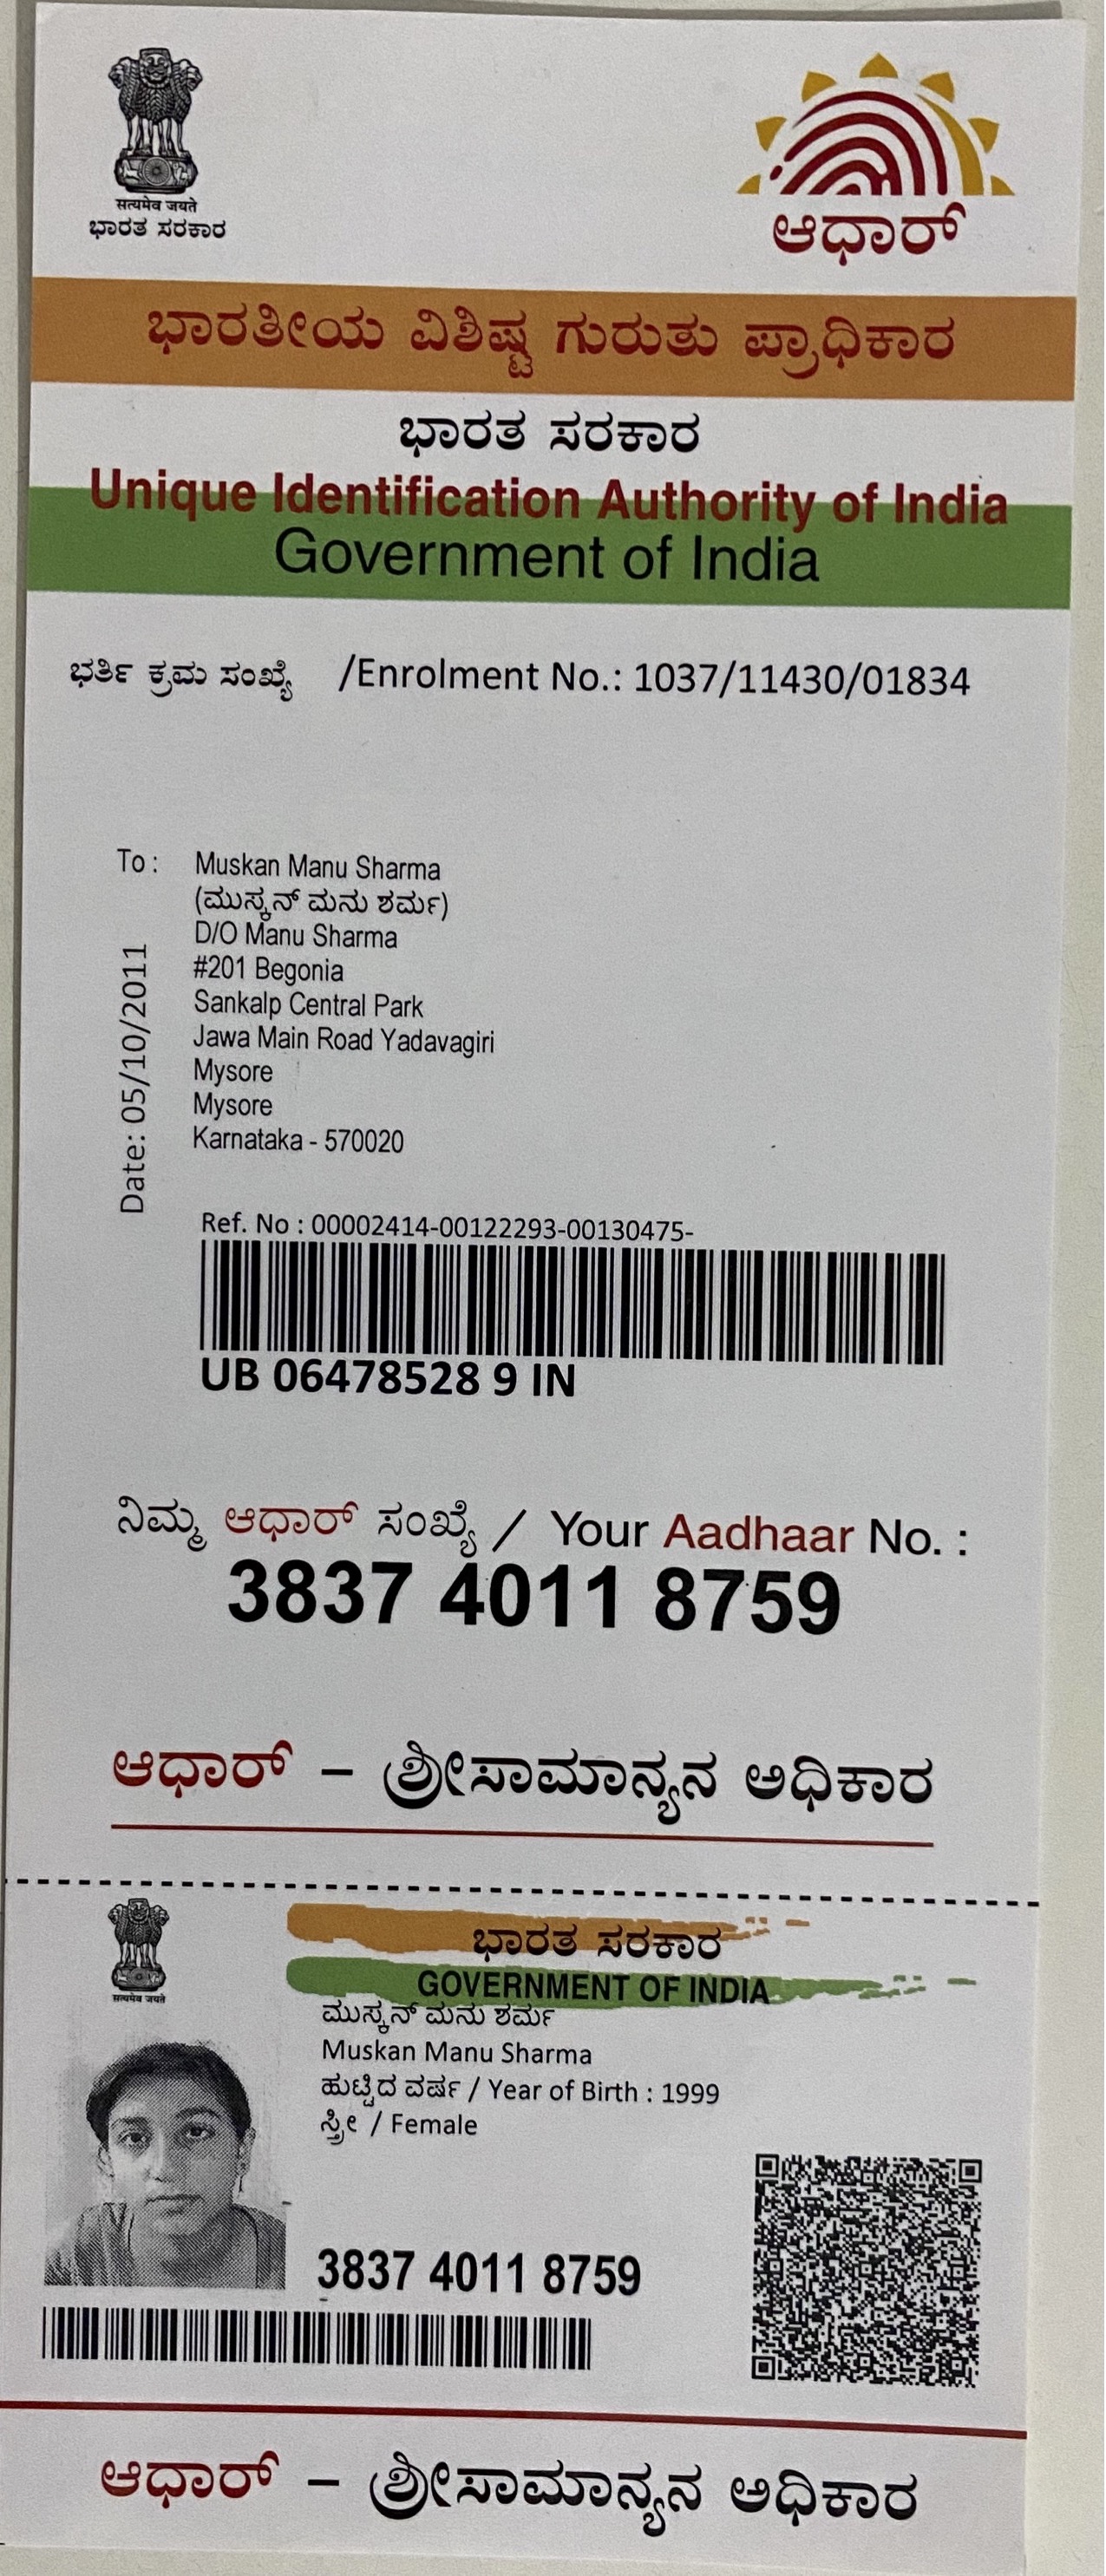 सत्यमेव जयते
ಭಾರತ ಸರಕಾರ
ಆಧಾರ್
ಭಾರತೀಯ ವಿಶಿಷ್ಟ ಗುರುತು ಪ್ರಾಧಿಕಾರ
ಭಾರತ ಸರಕಾರ
Unique Identification Authority of India
Government of India
ಭರ್ತಿ ಕ್ರಮ ಸಂಖ್ಯೆ /Enrolment No.: 1037/11430/01834
To : Muskan Manu Sharma
(ಮುಸ್ಕನ್ ಮನು ಶರ್ಮ)
D/O Manu Sharma
#201 Begonia
Sankalp Central Park
Jawa Main Road Yadavagiri
Mysore
Mysore
Karnataka - 570020
Date: 05/10/2011
Ref. No : 00002414-00122293-00130475-
UB 06478528 9 IN
ನಿಮ್ಮ ಆಧಾರ್ ಸಂಖ್ಯೆ / Your Aadhaar No. :
3837 4011 8759
ಆಧಾರ್ – ಶ್ರೀಸಾಮಾನ್ಯನ ಅಧಿಕಾರ
सत्यमेव जयते
ಭಾರತ ಸರಕಾರ
GOVERNMENT OF INDIA
ಮುಸ್ಕನ್ ಮನು ಶರ್ಮ
Muskan Manu Sharma
ಹುಟ್ಟಿದ ವರ್ಷ / Year of Birth : 1999
ಸ್ತ್ರೀ / Female
3837 4011 8759
ಆಧಾರ್ – ಶ್ರೀಸಾಮಾನ್ಯನ ಅಧಿಕಾರ